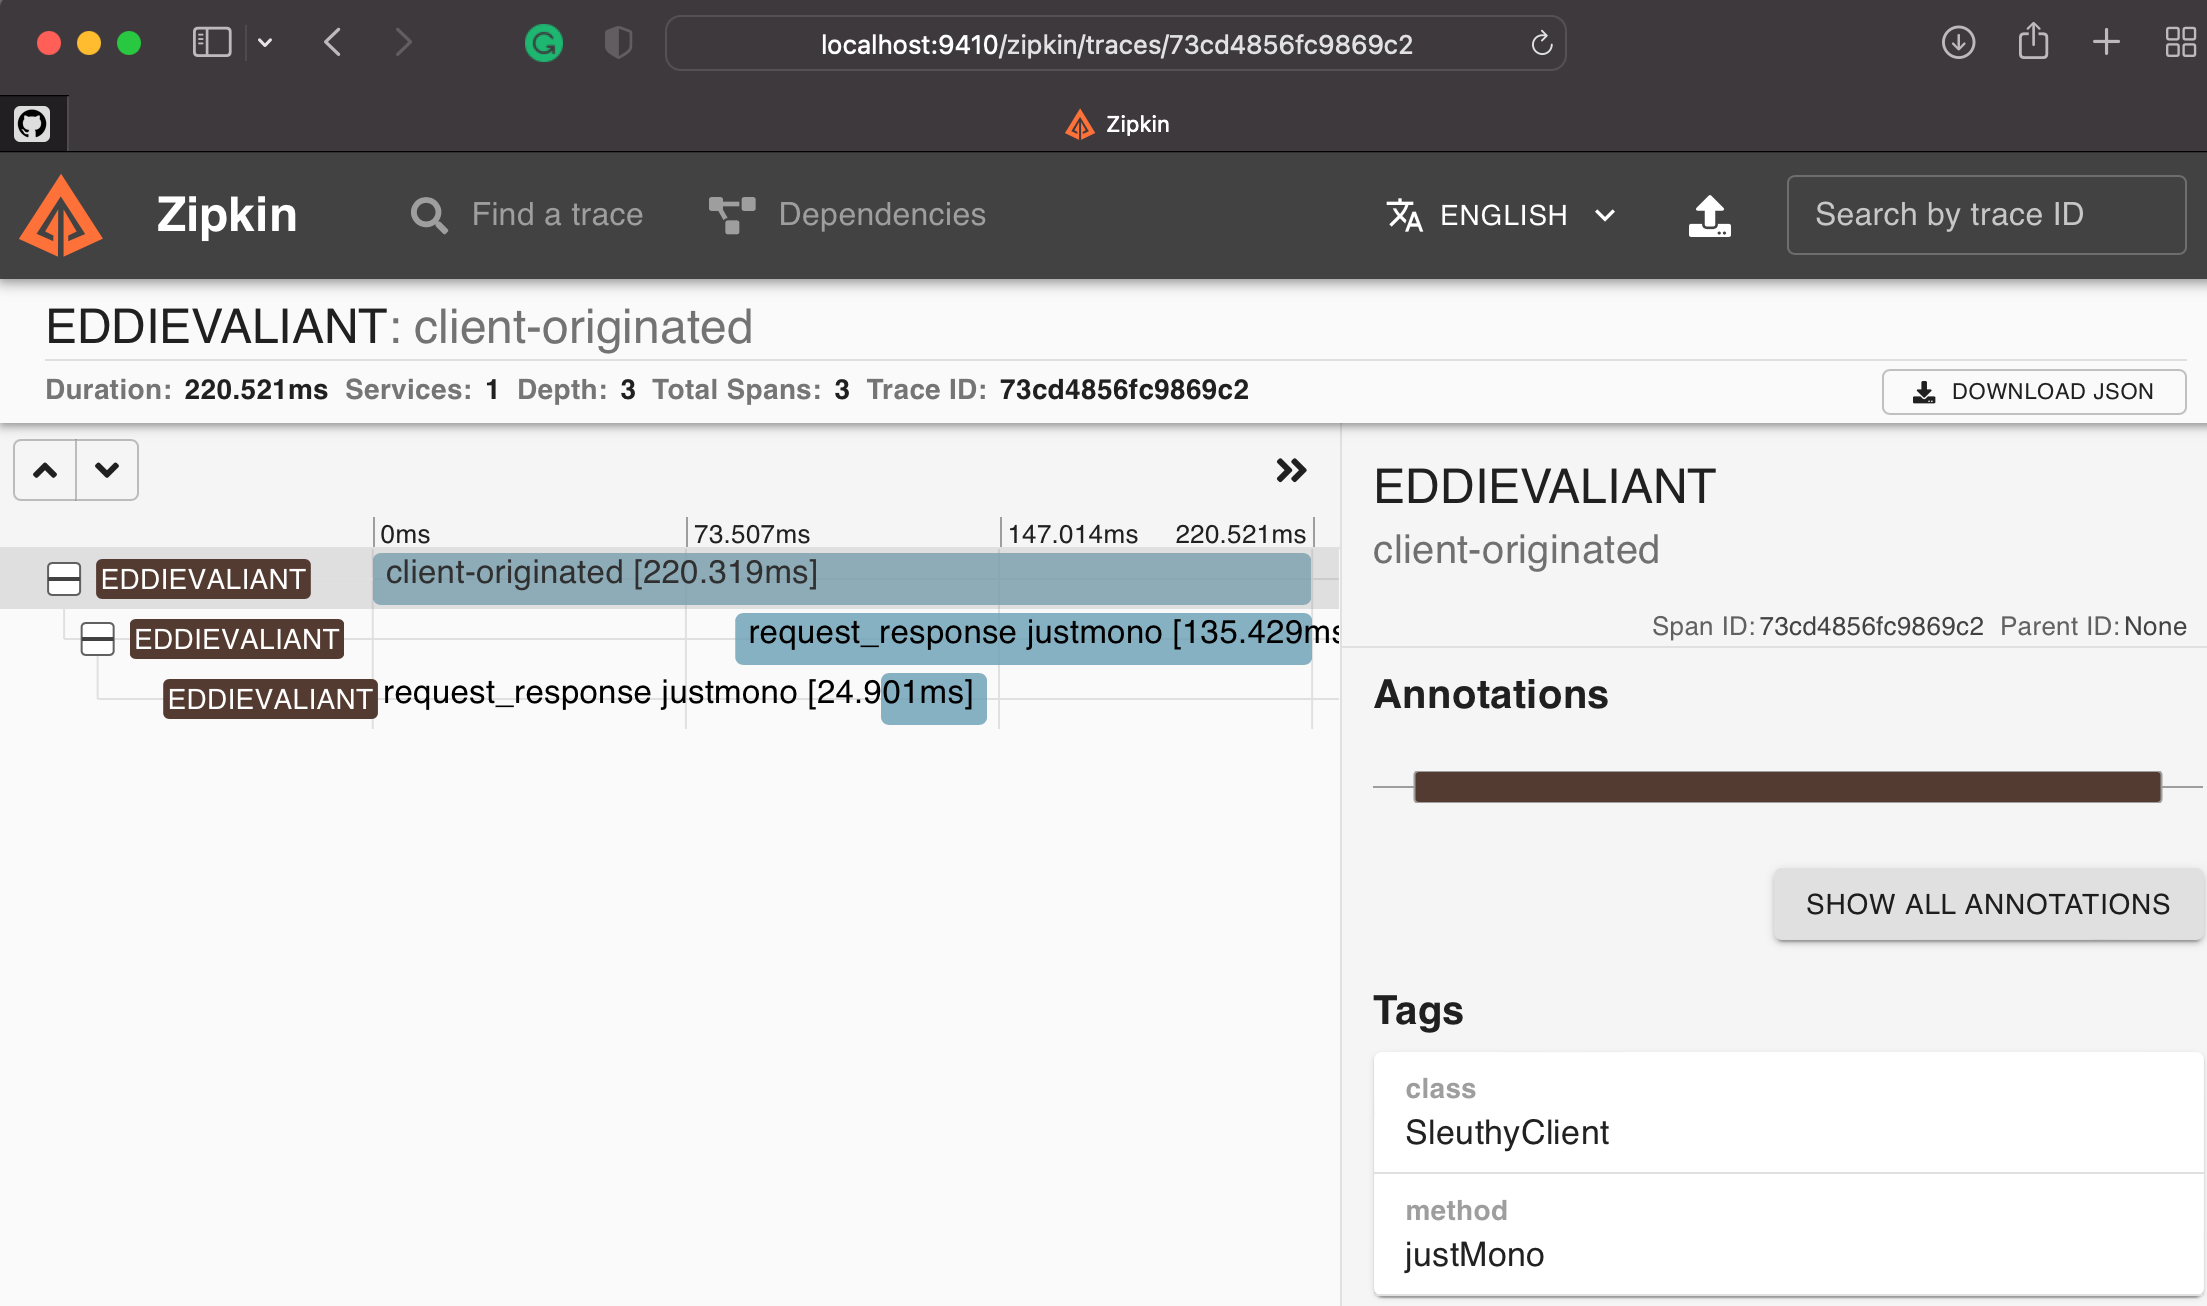 localhost:9410/zipkin/traces/73cd4856fc9869c2
Zipkin
Zipkin
Find a trace
Dependencies
ENGLISH
Search by trace ID
EDDIEVALIANT: client-originated
Duration: 220.521ms Services: 1 Depth: 3 Total Spans: 3 Trace ID: 73cd4856fc9869c2
DOWNLOAD JSON
0ms 73.507ms 147.014ms 220.521ms
EDDIEVALIANT client-originated [220.319ms]
EDDIEVALIANT request_response justmono [135.429ms
EDDIEVALIANT request_response justmono [24.901ms]
EDDIEVALIANT
client-originated
Span ID: 73cd4856fc9869c2 Parent ID: None
Annotations
SHOW ALL ANNOTATIONS
Tags
class
SleuthyClient
method
justMono